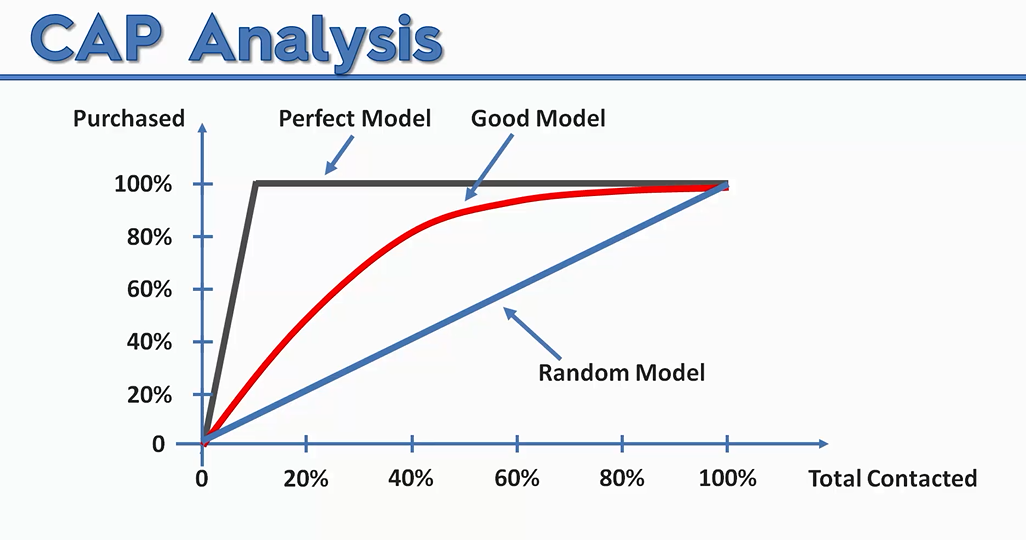 CAP Analysis
Purchased
Perfect Model
Good Model
100%
80%
60%
40%
20%
0
Random Model
0 20% 40% 60% 80% 100%
Total Contacted